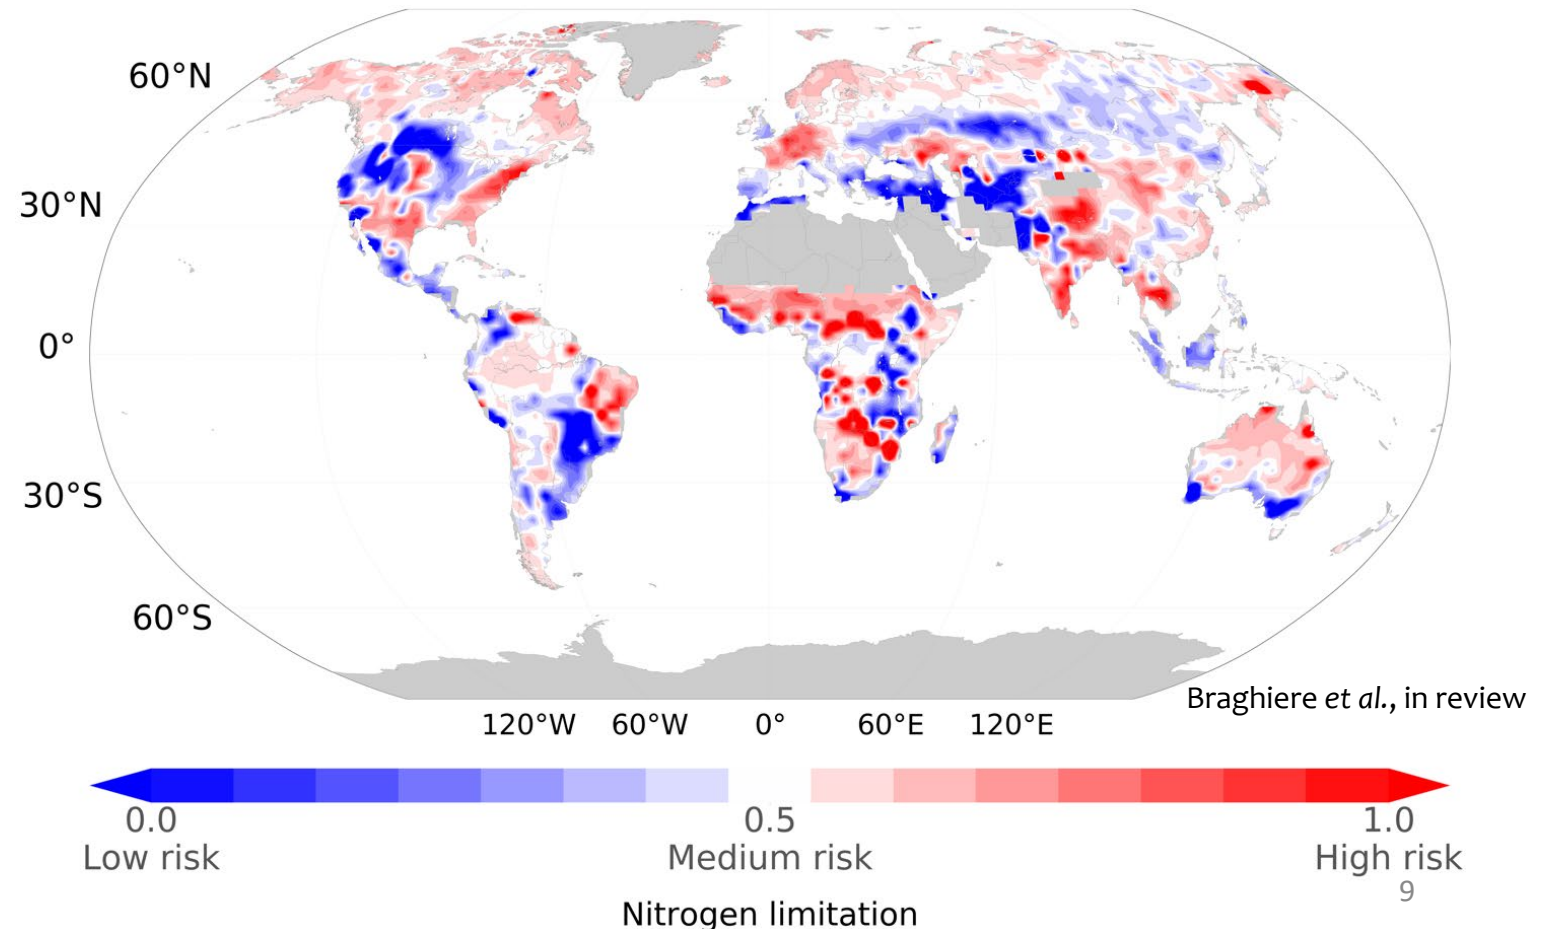 60°N
30°N
0°
30°S
60°S
Braghiere et al., in review
120°W 60°W 0° 60°E 120°E
0.0 0.5 1.0
Low risk Medium risk High risk
9
Nitrogen limitation